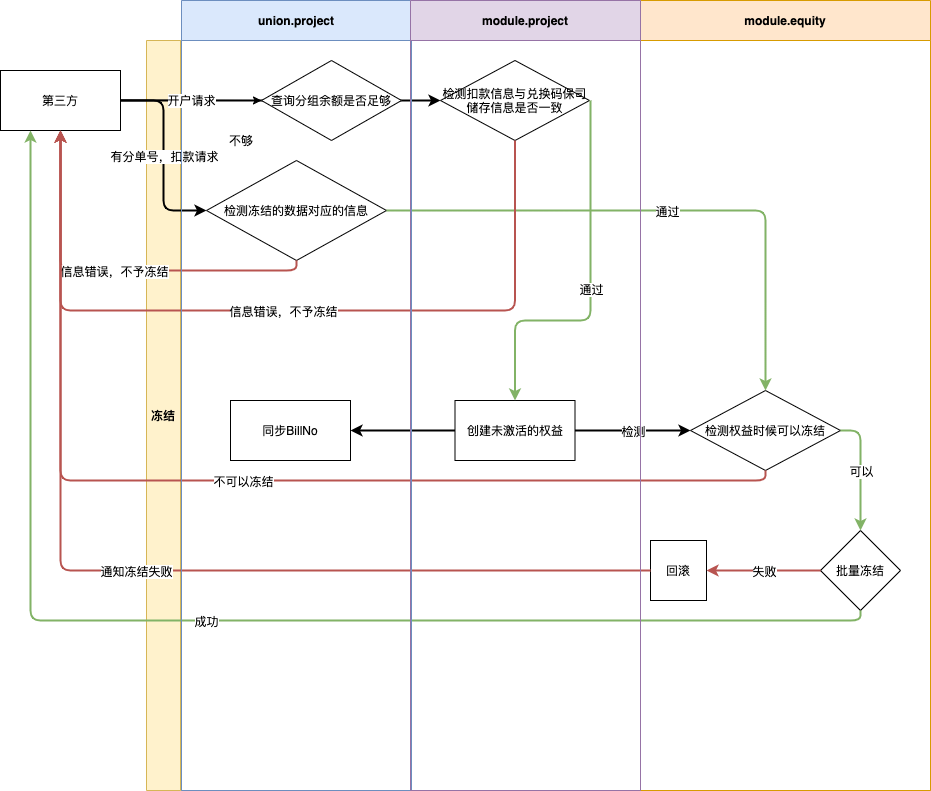 union.project
module.project
module.equity
第三方
开户请求
查询分组余额是否足够
检测扣款信息与兑换码保司
储存信息是否一致
不够
有分单号，扣款请求
检测冻结的数据对应的信息
通过
信息错误，不予冻结
通过
信息错误，不予冻结
冻结
同步BillNo
创建未激活的权益
检测
检测权益时候可以冻结
可以
不可以冻结
通知冻结失败
回滚
失败
批量冻结
成功